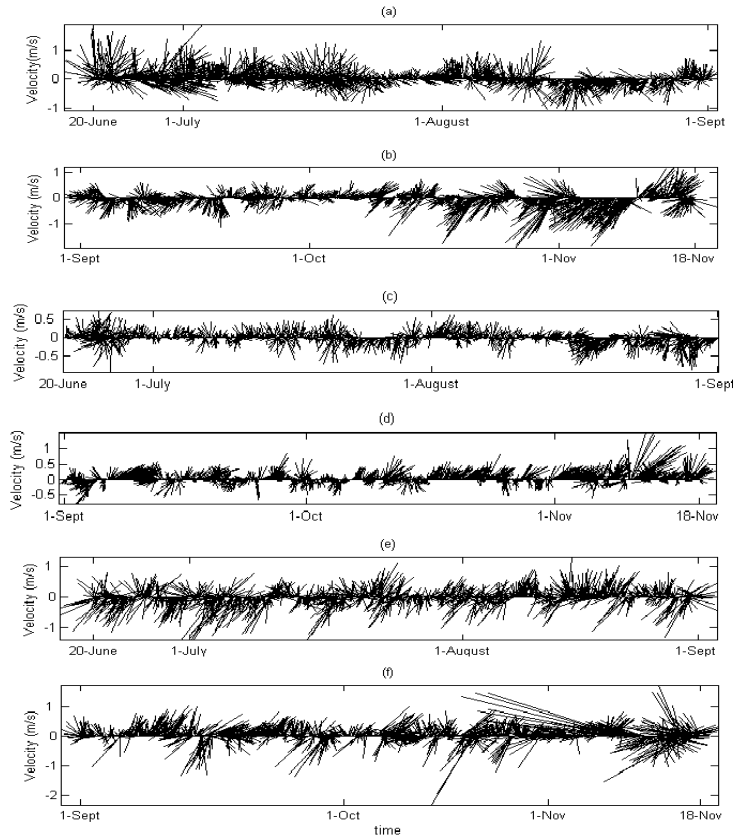 (a)
Velocity(m/s)
1
0
-1
20-June 1-July 1-August 1-Sept
(b)
Velocity (m/s)
1
0
-1
1-Sept 1-Oct 1-Nov 18-Nov
(c)
Velocity (m/s)
0.5
0
-0.5
20-June 1-July 1-August 1-Sept
(d)
Velocity (m/s)
1
0.5
0
-0.5
1-Sept 1-Oct 1-Nov 18-Nov
(e)
Velocity (m/s)
1
0
-1
20-June 1-July 1-August 1-Sept
(f)
Velocity (m/s)
1
0
-1
-2
1-Sept 1-Oct 1-Nov 18-Nov
time